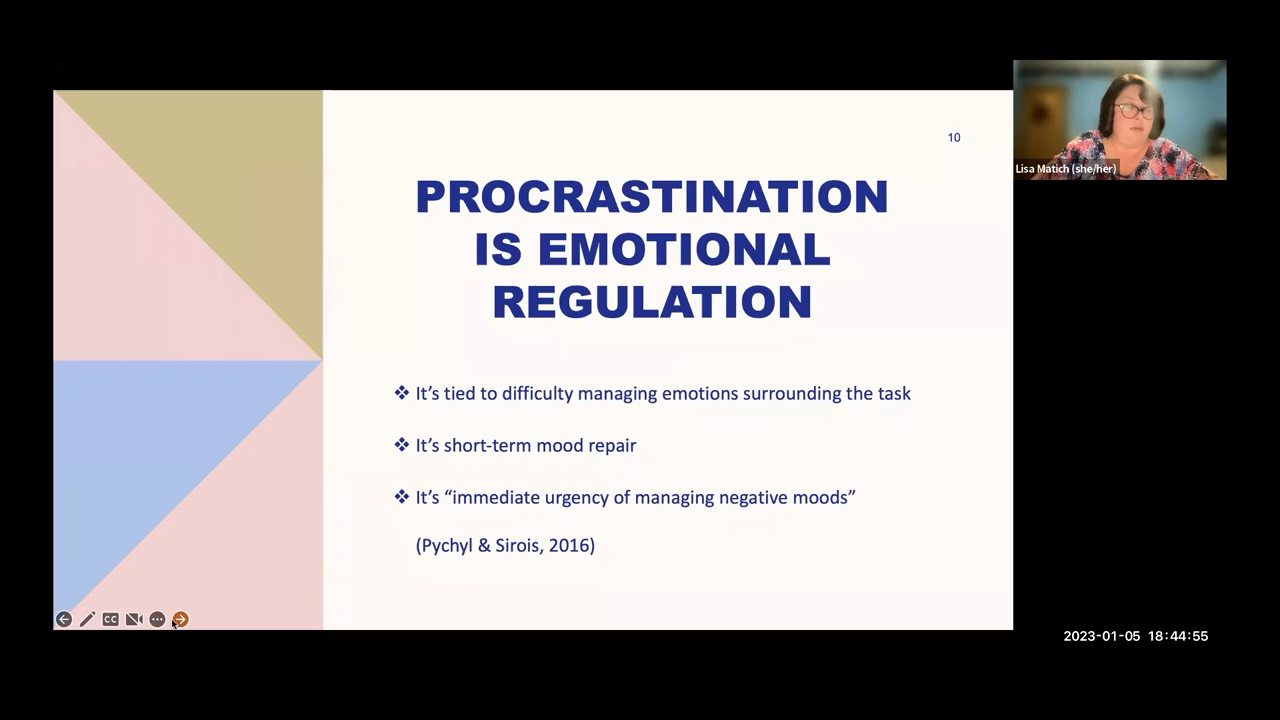 10
PROCRASTINATION
IS EMOTIONAL
REGULATION
❖ It’s tied to difficulty managing emotions surrounding the task
❖ It’s short-term mood repair
❖ It’s “immediate urgency of managing negative moods”
(Pychyl & Sirois, 2016)
CC
Lisa Matich (she/her)
2023-01-05 18:44:55